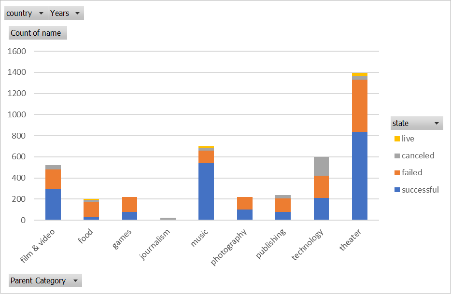 country Years
Count of name
1600
1400
1200
1000
800
600
400
200
0
film & video
food
games
journalism
music
photography
publishing
technology
theater
state
live
canceled
failed
successful
Parent Category